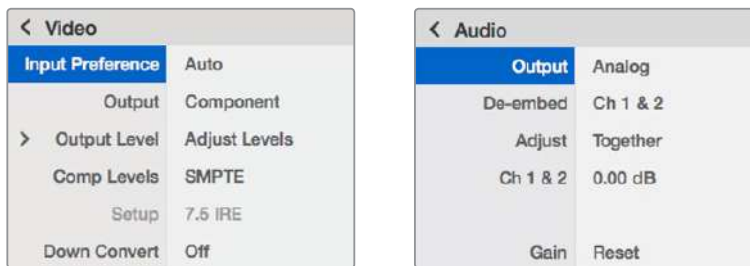 < Video
Input Preference Auto
Output Component
> Output Level Adjust Levels
Comp Levels SMPTE
Setup 7.5 IRE
Down Convert Off
< Audio
Output Analog
De-embed Ch 1 & 2
Adjust Together
Ch 1 & 2 0.00 dB
Gain Reset